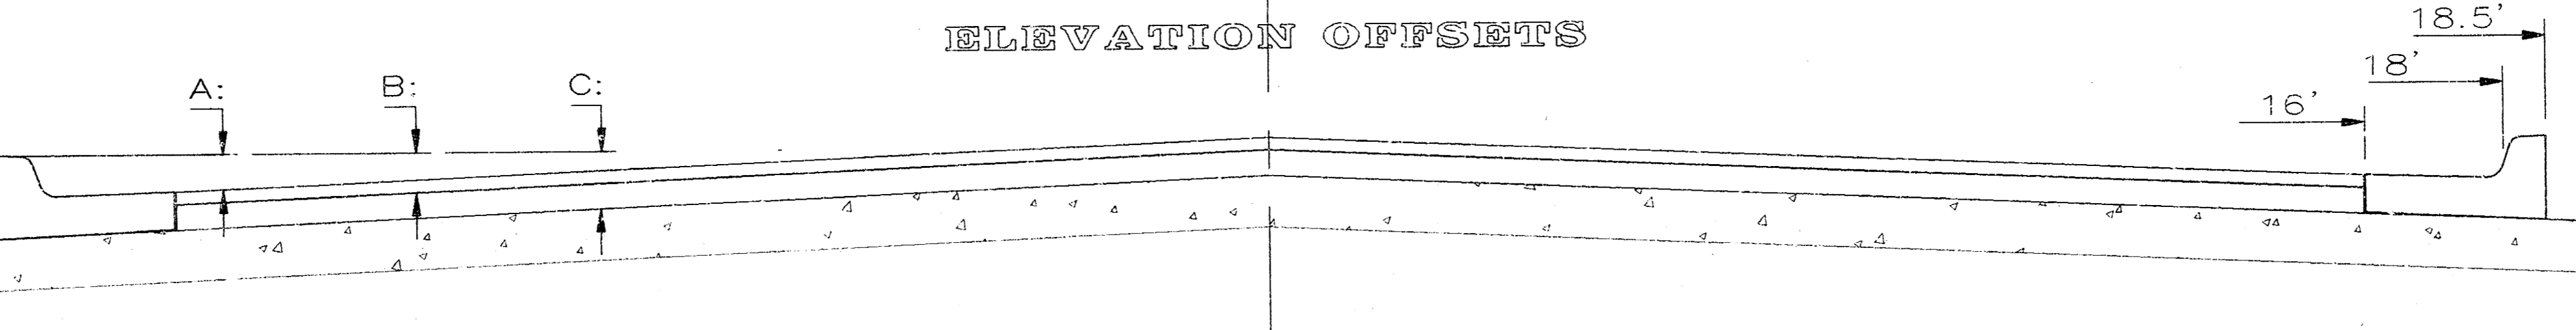 ELEVATION OFFSETS
18.5'
18'
16'
A:
B:
C: